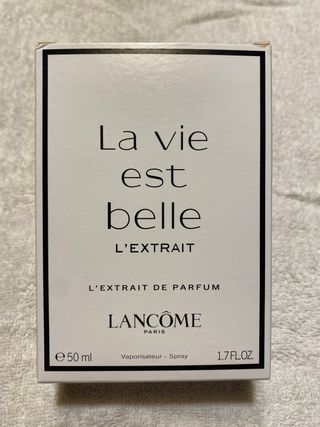 La vie
est
belle
L'EXTRAIT
L'EXTRAIT DE PARFUM
LANCÔME
PARIS
e 50 ml Vaporisateur - Spray 1.7 FL.OZ.